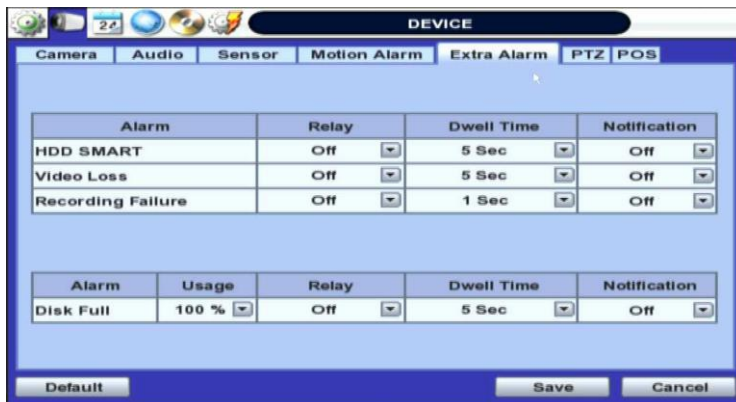 24 DEVICE
Camera Audio Sensor Motion Alarm Extra Alarm PTZ POS
Alarm Relay Dwell Time Notification
HDD SMART Off 5 Sec Off
Video Loss Off 5 Sec Off
Recording Failure Off 1 Sec Off
Alarm Usage Relay Dwell Time Notification
Disk Full 100 % Off 5 Sec Off
Default Save Cancel